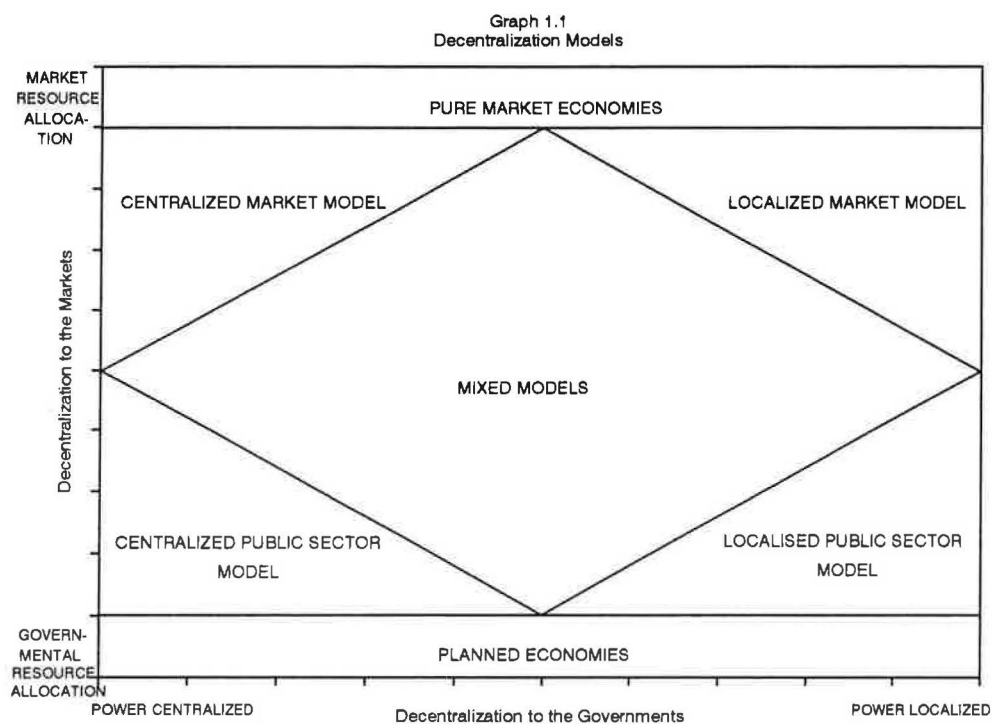 Graph 1.1
Decentralization Models
MARKET
RESOURCE
ALLOCA-
TION
PURE MARKET ECONOMIES
CENTRALIZED MARKET MODEL
LOCALIZED MARKET MODEL
Decentralization to the Markets
MIXED MODELS
CENTRALIZED PUBLIC SECTOR
MODEL
LOCALISED PUBLIC SECTOR
MODEL
GOVERN-
MENTAL
RESOURCE
ALLOCATION
PLANNED ECONOMIES
POWER CENTRALIZED
Decentralization to the Governments
POWER LOCALIZED